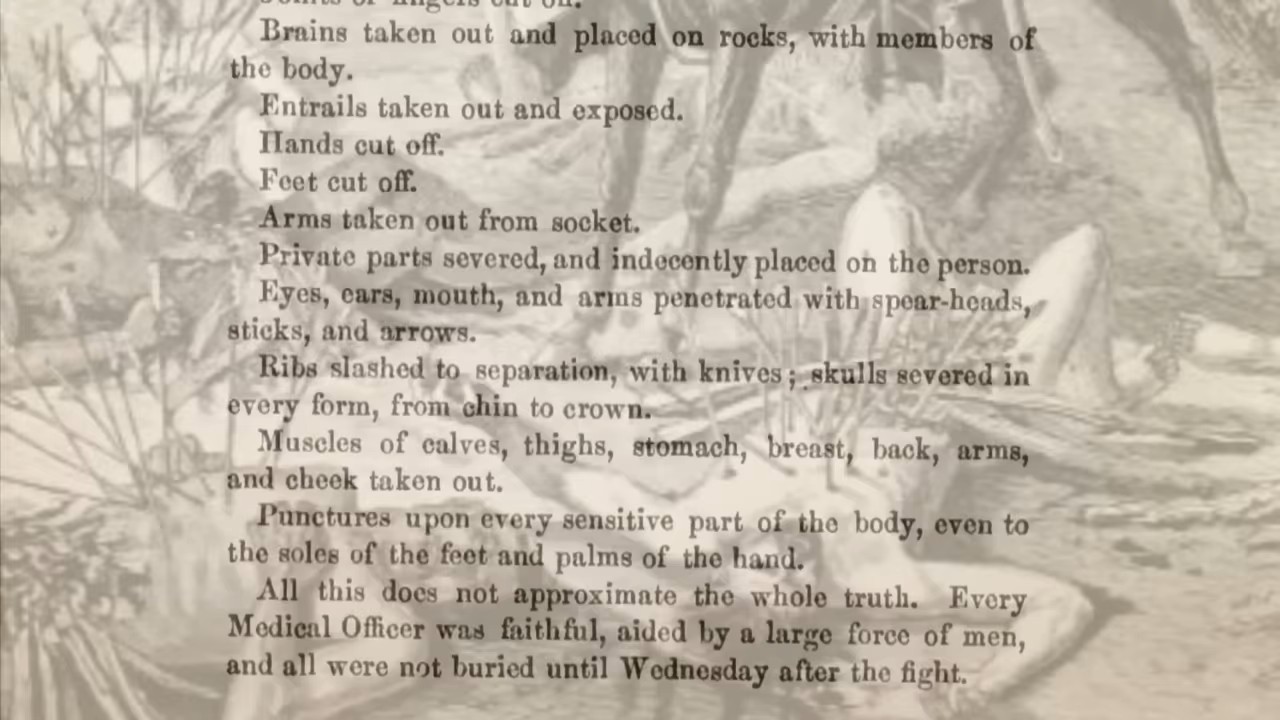 Joints of fingers cut off.
Brains taken out and placed on rocks, with members of
the body.
Entrails taken out and exposed.
Hands cut off.
Feet cut off.
Arms taken out from socket.
Private parts severed, and indecently placed on the person.
Eyes, ears, mouth, and arms penetrated with spear-heads,
sticks, and arrows.
Ribs slashed to separation, with knives; skulls severed in
every form, from chin to crown.
Muscles of calves, thighs, stomach, breast, back, arms,
and cheek taken out.
Punctures upon every sensitive part of the body, even to
the soles of the feet and palms of the hand.
All this does not approximate the whole truth. Every
Medical Officer was faithful, aided by a large force of men,
and all were not buried until Wednesday after the fight.